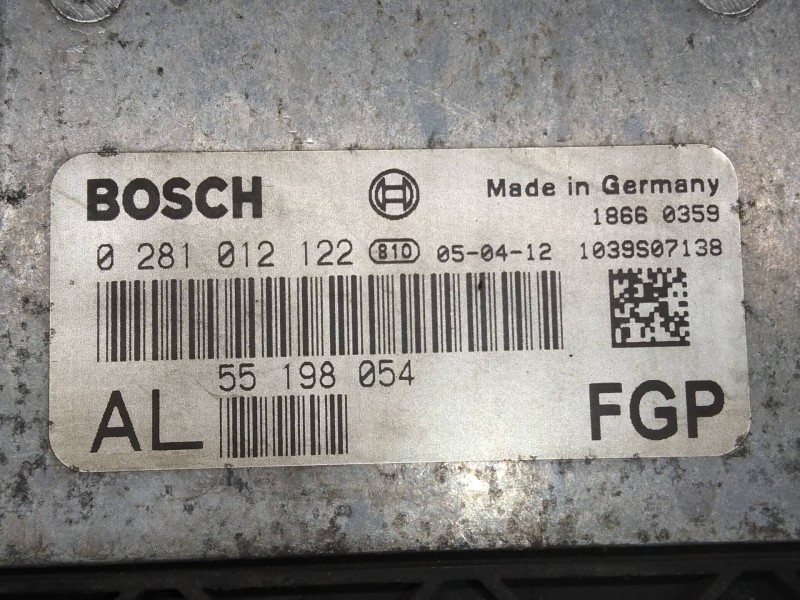 BOSCH Made in Germany
1866 0359
0 281 012 122 810 05-04-12 1039S07138
55 198 054
AL FGP